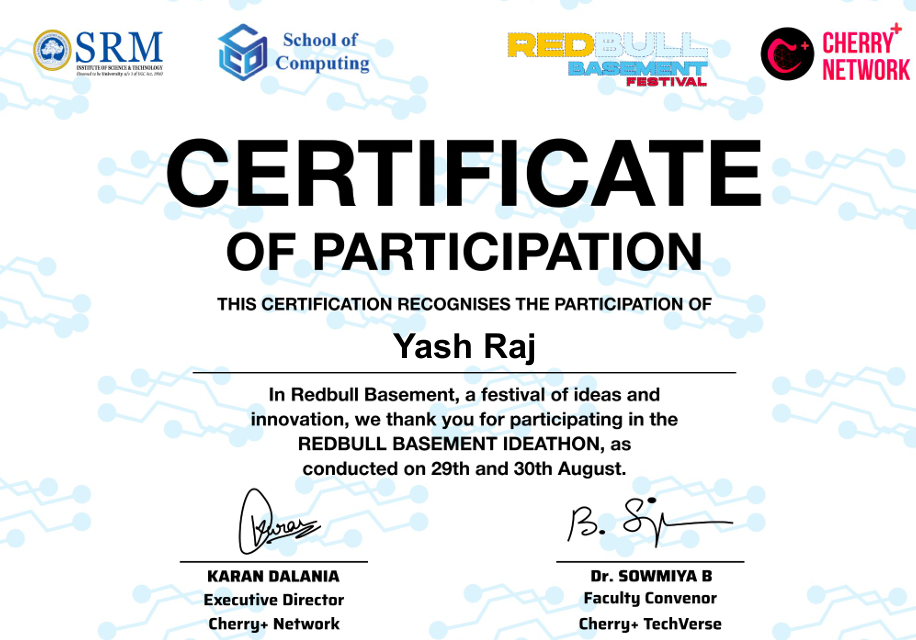 SRM
INSTITUTE OF SCIENCE & TECHNOLOGY
Deemed to be University u/s 3 of UGC Act, 1956
School of
Computing
REDBULL
BASEMENT
FESTIVAL
CHERRY+
NETWORK
CERTIFICATE
OF PARTICIPATION
THIS CERTIFICATION RECOGNISES THE PARTICIPATION OF
Yash Raj
In Redbull Basement, a festival of ideas and
innovation, we thank you for participating in the
REDBULL BASEMENT IDEATHON, as
conducted on 29th and 30th August.
KARAN DALANIA
Executive Director
Cherry+ Network
Dr. SOWMIYA B
Faculty Convenor
Cherry+ TechVerse